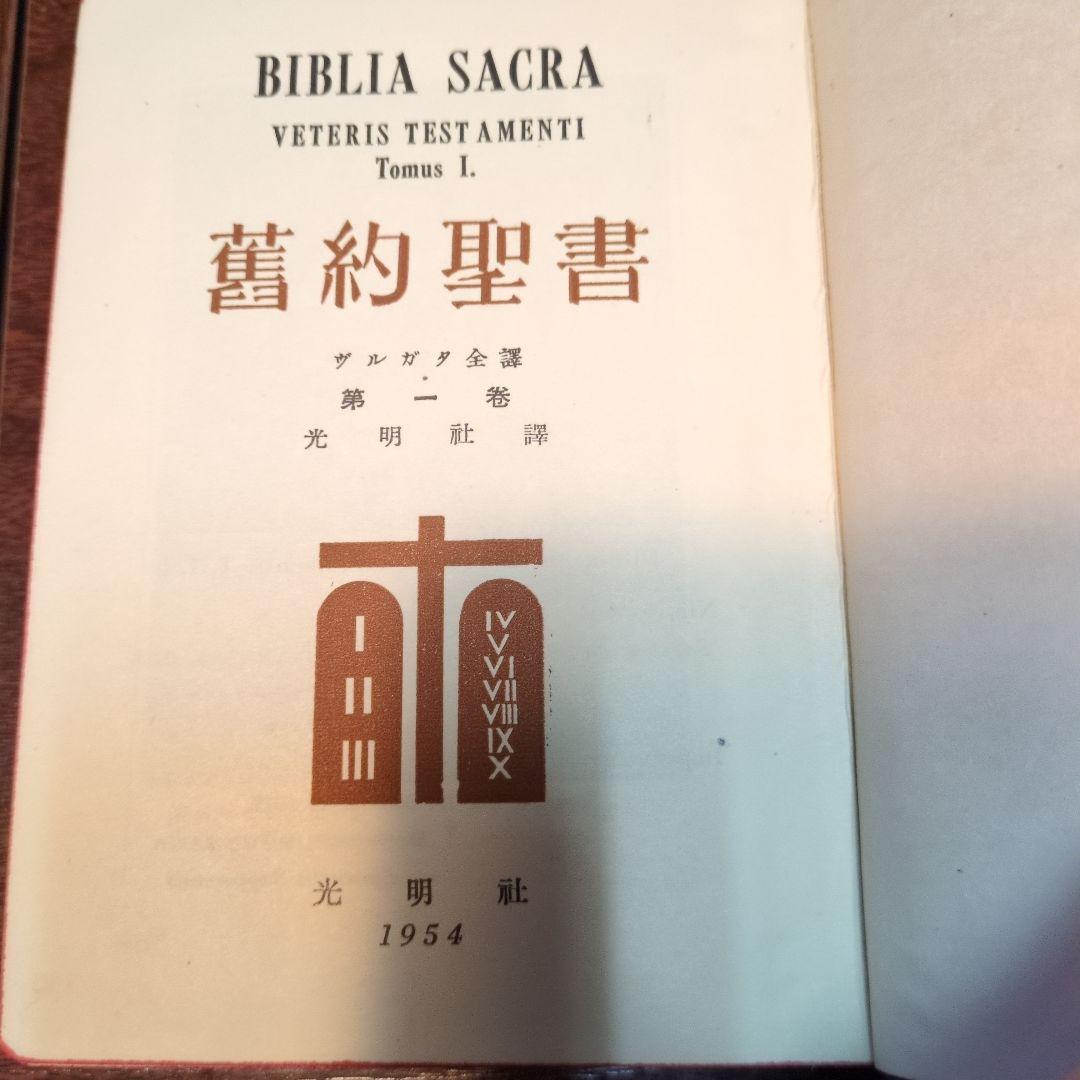 BIBLIA SACRA
VETERIS TESTAMENTI
Tomus I.
舊約聖書
ヴルガタ全譯
第一卷
光明社譯
I
II
III
IV
V
VI
VII
VIII
IX
X
光明社
1954